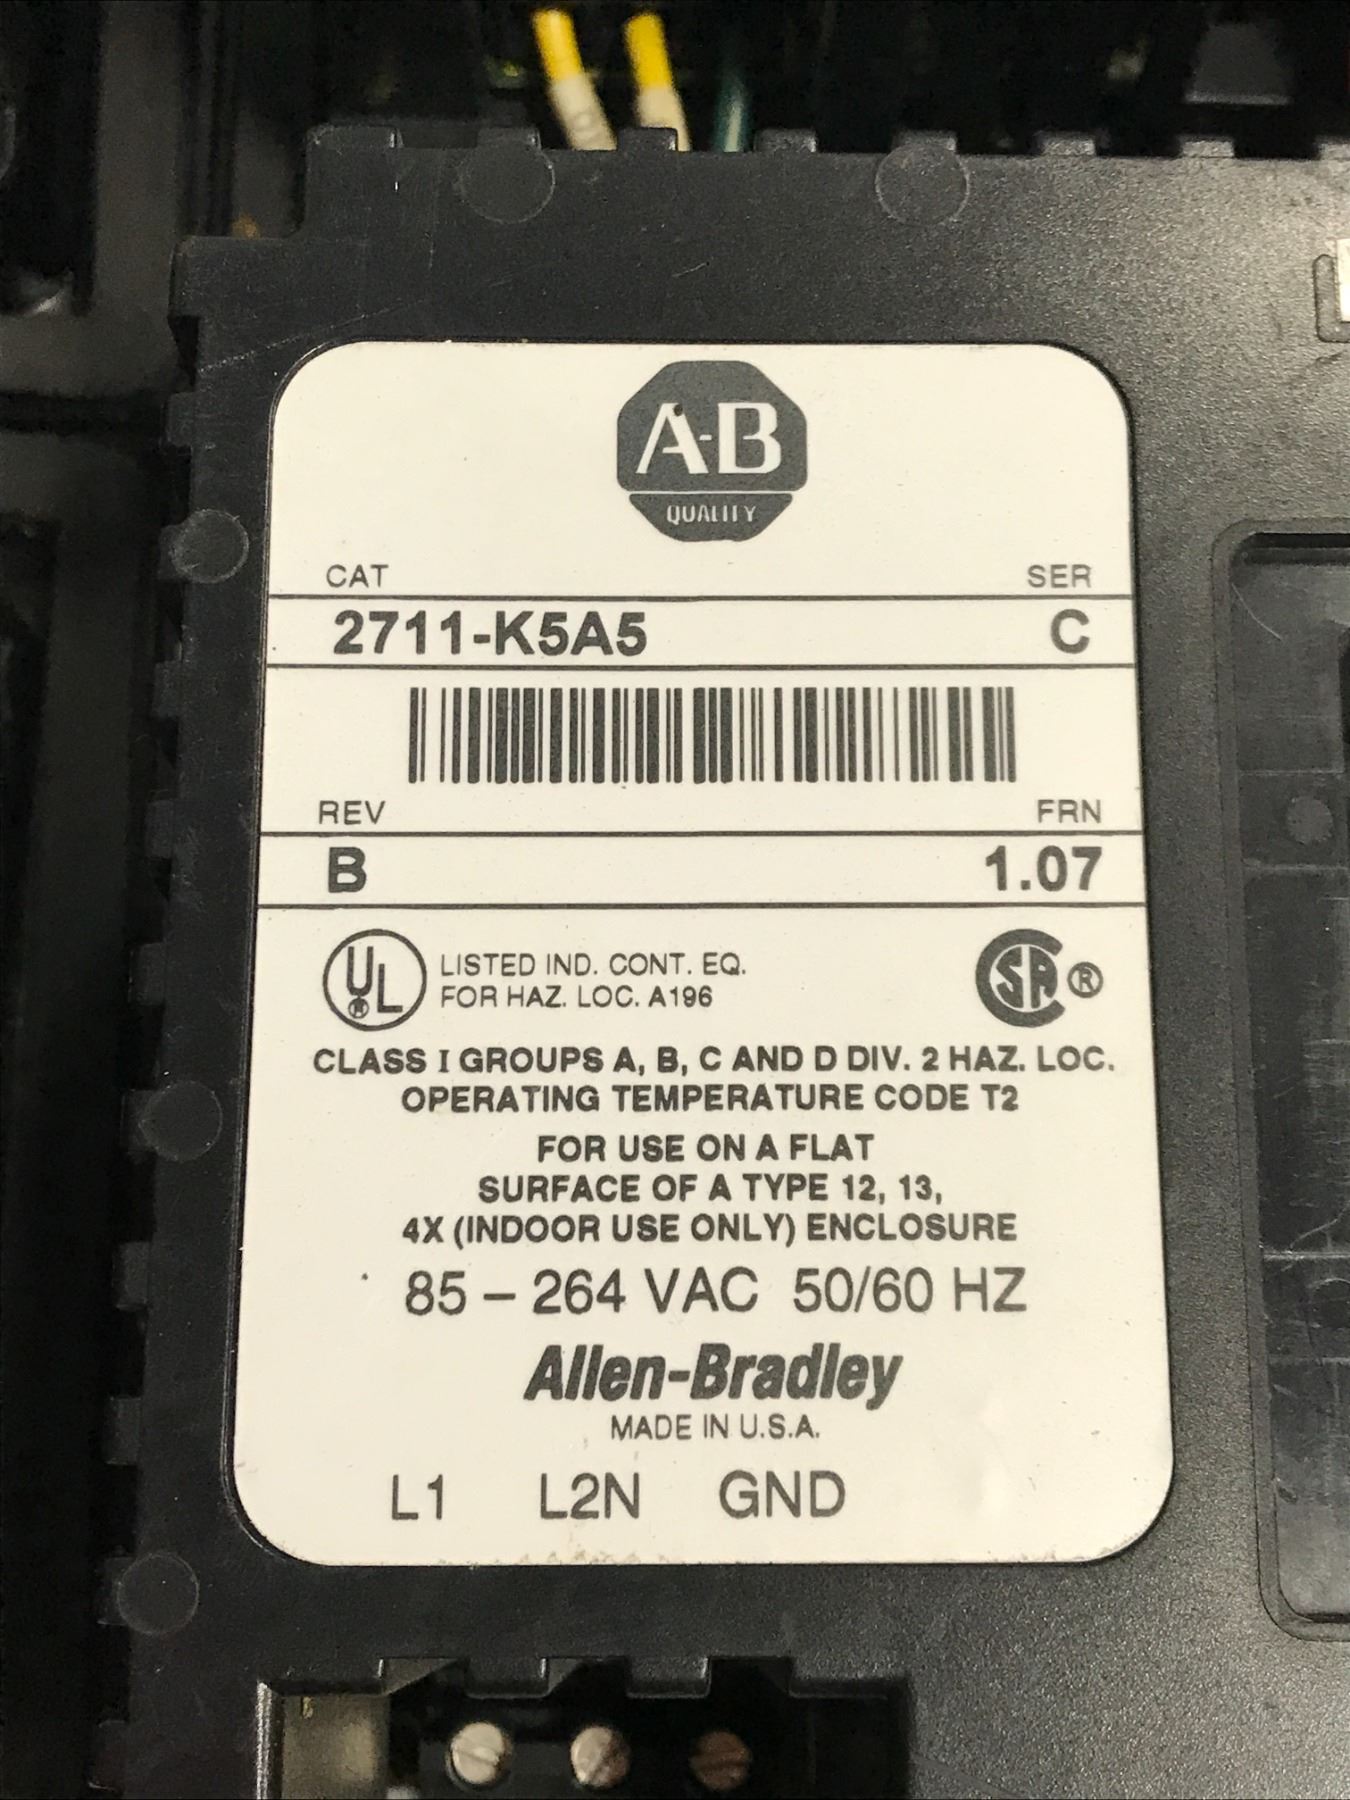 A-B
QUALITY
CAT SER
2711-K5A5 C
REV FRN
B 1.07
UL LISTED IND. CONT. EQ.
FOR HAZ. LOC. A196
SA ®
CLASS I GROUPS A, B, C AND D DIV. 2 HAZ. LOC.
OPERATING TEMPERATURE CODE T2
FOR USE ON A FLAT
SURFACE OF A TYPE 12, 13,
4X (INDOOR USE ONLY) ENCLOSURE
85 – 264 VAC 50/60 HZ
Allen-Bradley
MADE IN U.S.A.
L1 L2N GND